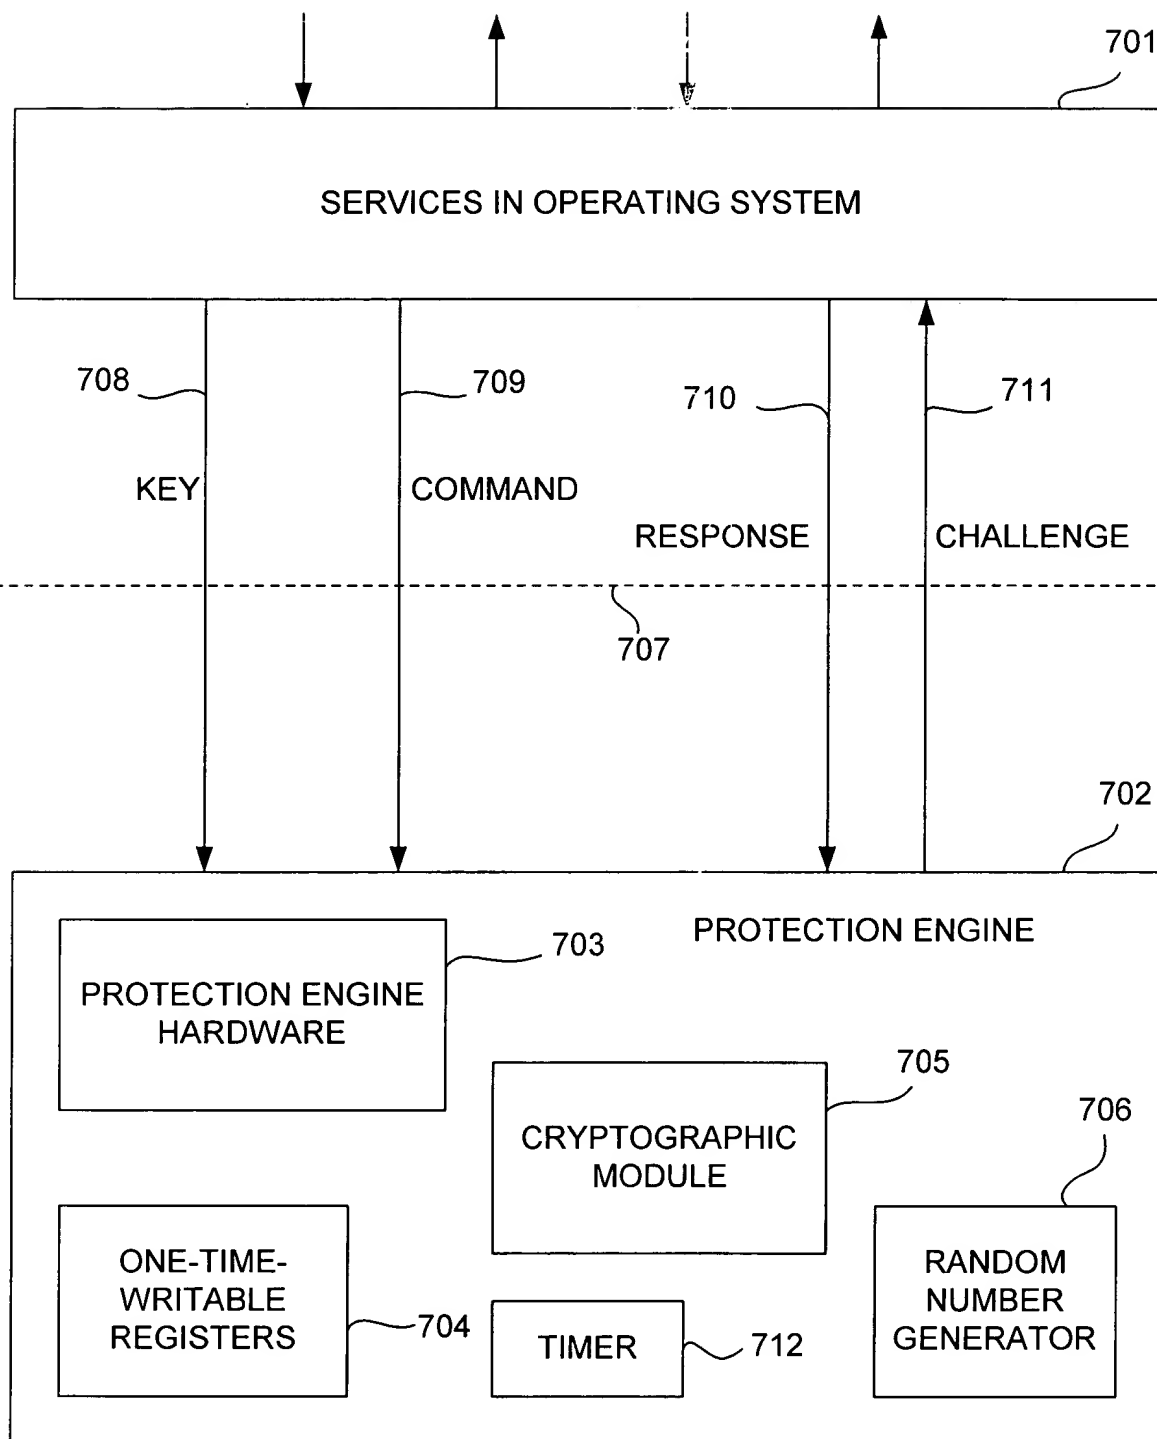 701
SERVICES IN OPERATING SYSTEM
708
709
710
711
KEY
COMMAND
RESPONSE
CHALLENGE
707
702
PROTECTION ENGINE
703
PROTECTION ENGINE
HARDWARE
705
CRYPTOGRAPHIC
MODULE
706
ONE-TIME-
WRITABLE
REGISTERS
704
TIMER
712
RANDOM
NUMBER
GENERATOR